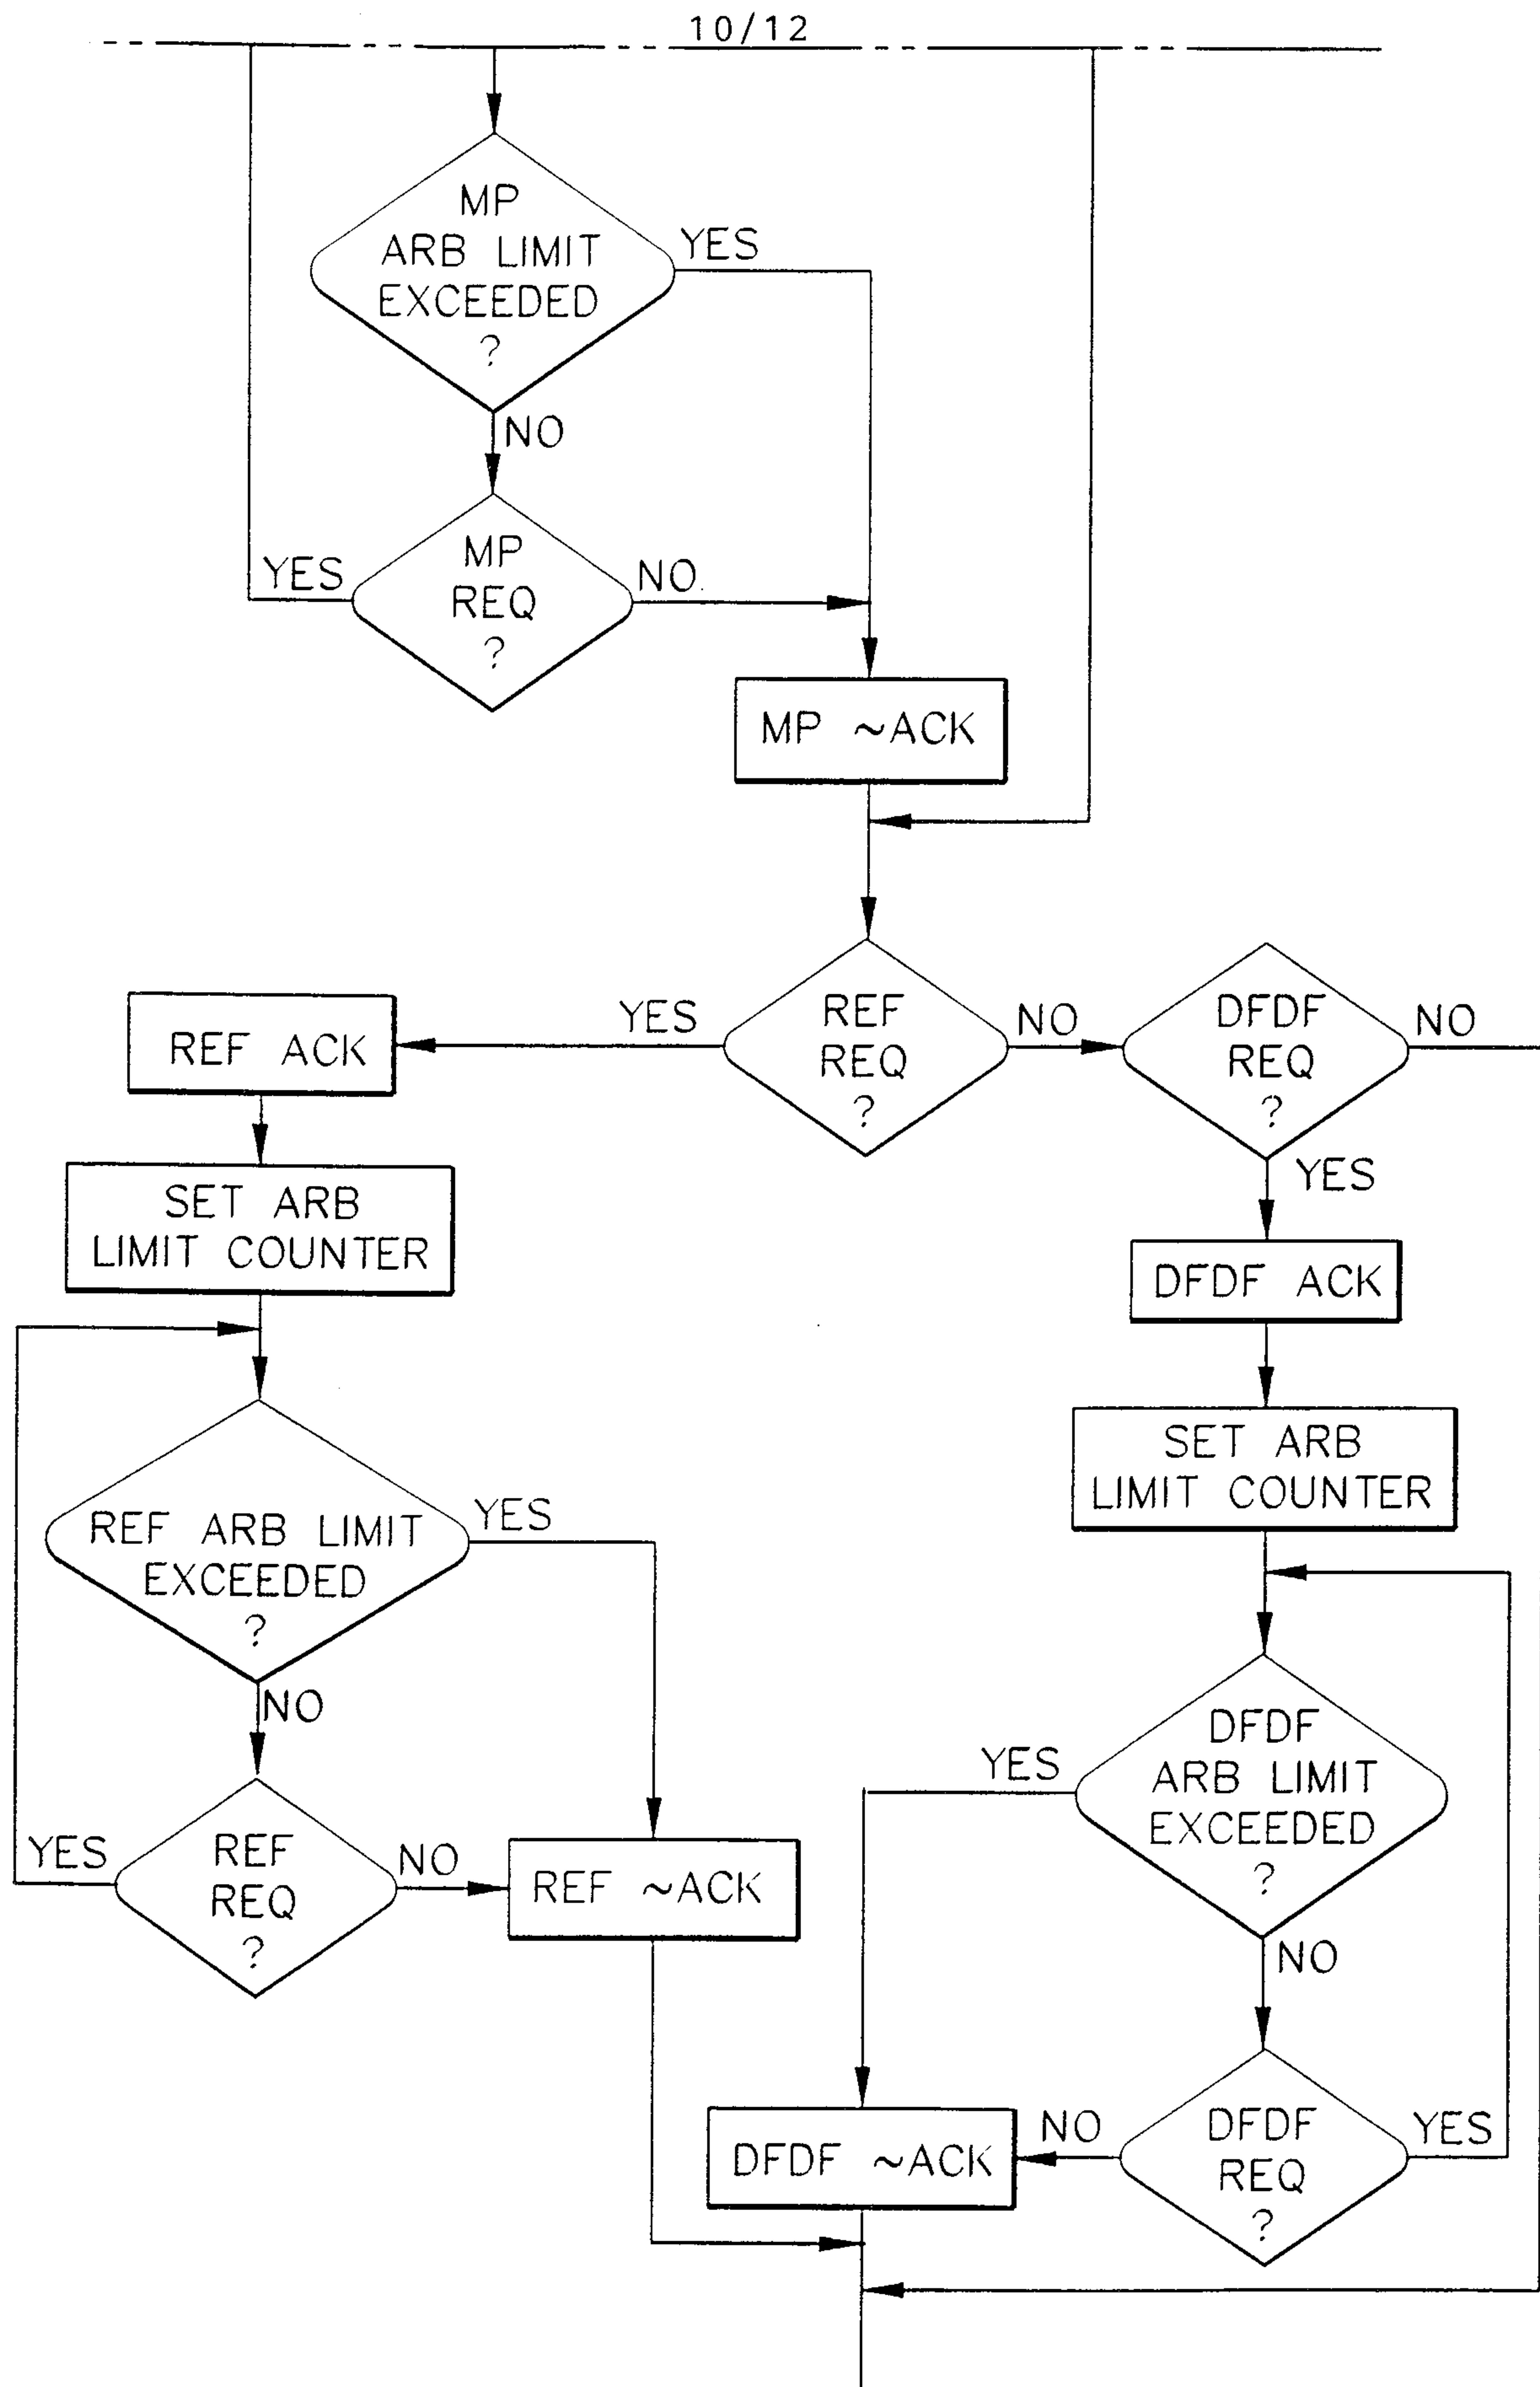 10/12
MP
ARB LIMIT
EXCEEDED
?
YES
NO
MP
REQ
?
YES
NO
MP ~ACK
REF
REQ
?
YES
NO
DFDF
REQ
?
NO
YES
REF ACK
SET ARB
LIMIT COUNTER
REF ARB LIMIT
EXCEEDED
?
YES
NO
REF
REQ
?
YES
NO
REF ~ACK
DFDF ACK
SET ARB
LIMIT COUNTER
DFDF
ARB LIMIT
EXCEEDED
?
YES
NO
DFDF
REQ
?
NO
YES
DFDF ~ACK